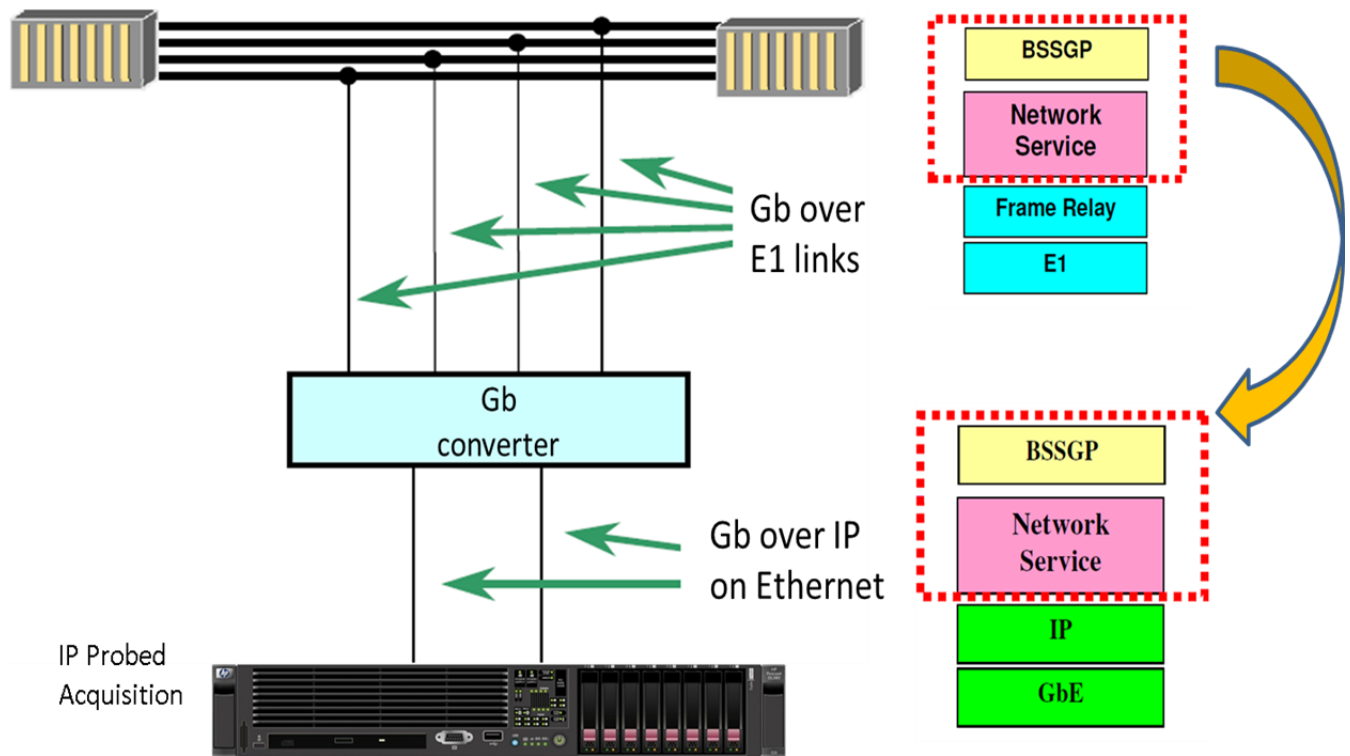 BSSGP
Network
Service
Frame Relay
E1
Gb over
E1 links
Gb
converter
BSSGP
Network
Service
IP
GbE
Gb over IP
on Ethernet
IP Probed
Acquisition
hp